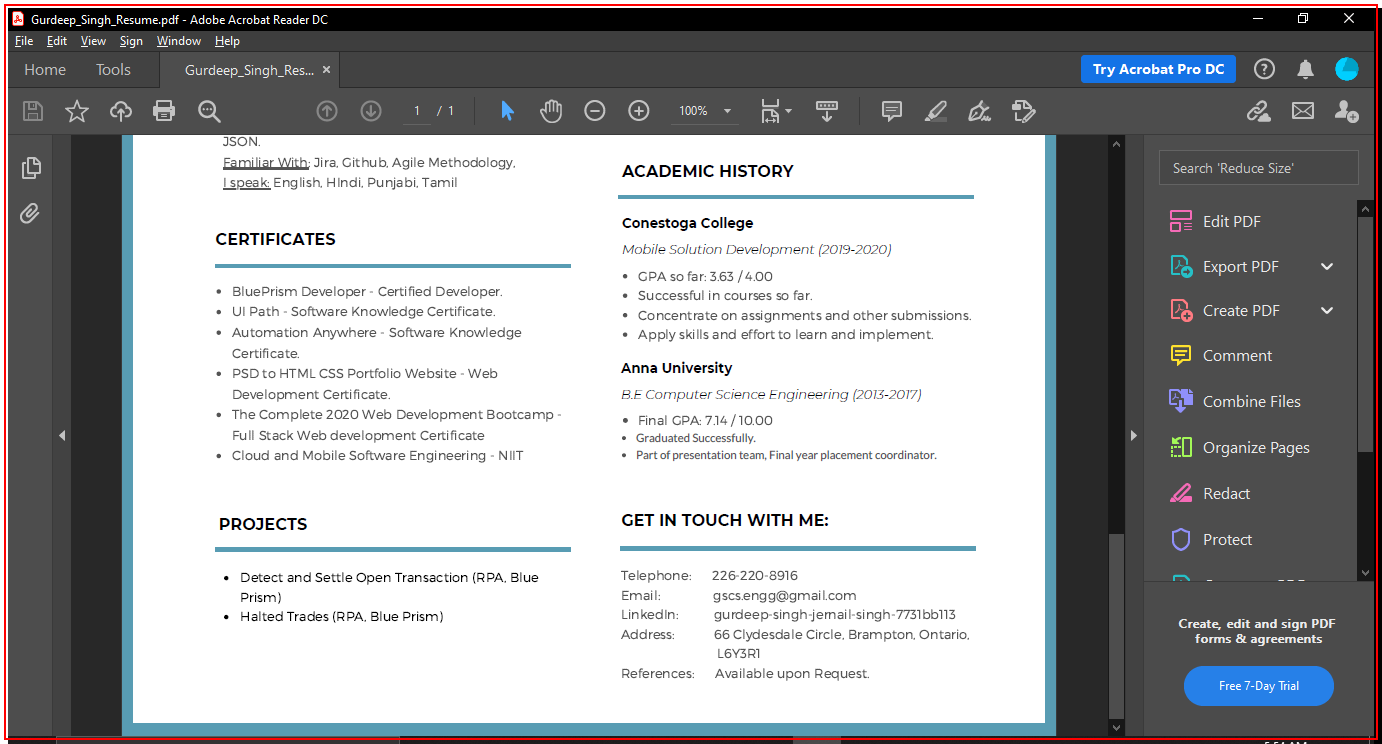 Gurdeep_Singh_Resume.pdf - Adobe Acrobat Reader DC
File Edit View Sign Window Help
Home Tools Gurdeep_Singh_Res... ×
Try Acrobat Pro DC
1 / 1
100%
JSON.
Familiar With: Jira, Github, Agile Methodology,
I speak: English, HIndi, Punjabi, Tamil
CERTIFICATES
• BluePrism Developer - Certified Developer.
• UI Path - Software Knowledge Certificate.
• Automation Anywhere - Software Knowledge
Certificate.
• PSD to HTML CSS Portfolio Website - Web
Development Certificate.
• The Complete 2020 Web Development Bootcamp -
Full Stack Web development Certificate
• Cloud and Mobile Software Engineering - NIIT
PROJECTS
• Detect and Settle Open Transaction (RPA, Blue
Prism)
• Halted Trades (RPA, Blue Prism)
ACADEMIC HISTORY
Conestoga College
Mobile Solution Development (2019-2020)
• GPA so far: 3.63 / 4.00
• Successful in courses so far.
• Concentrate on assignments and other submissions.
• Apply skills and effort to learn and implement.
Anna University
B.E Computer Science Engineering (2013-2017)
• Final GPA: 7.14 / 10.00
• Graduated Successfully.
• Part of presentation team, Final year placement coordinator.
GET IN TOUCH WITH ME:
Telephone: 226-220-8916
Email: gscs.engg@gmail.com
LinkedIn: gurdeep-singh-jernail-singh-7731bb113
Address: 66 Clydesdale Circle, Brampton, Ontario,
L6Y3R1
References: Available upon Request.
Search 'Reduce Size'
Edit PDF
Export PDF
Create PDF
Comment
Combine Files
Organize Pages
Redact
Protect
Create, edit and sign PDF
forms & agreements
Free 7-Day Trial